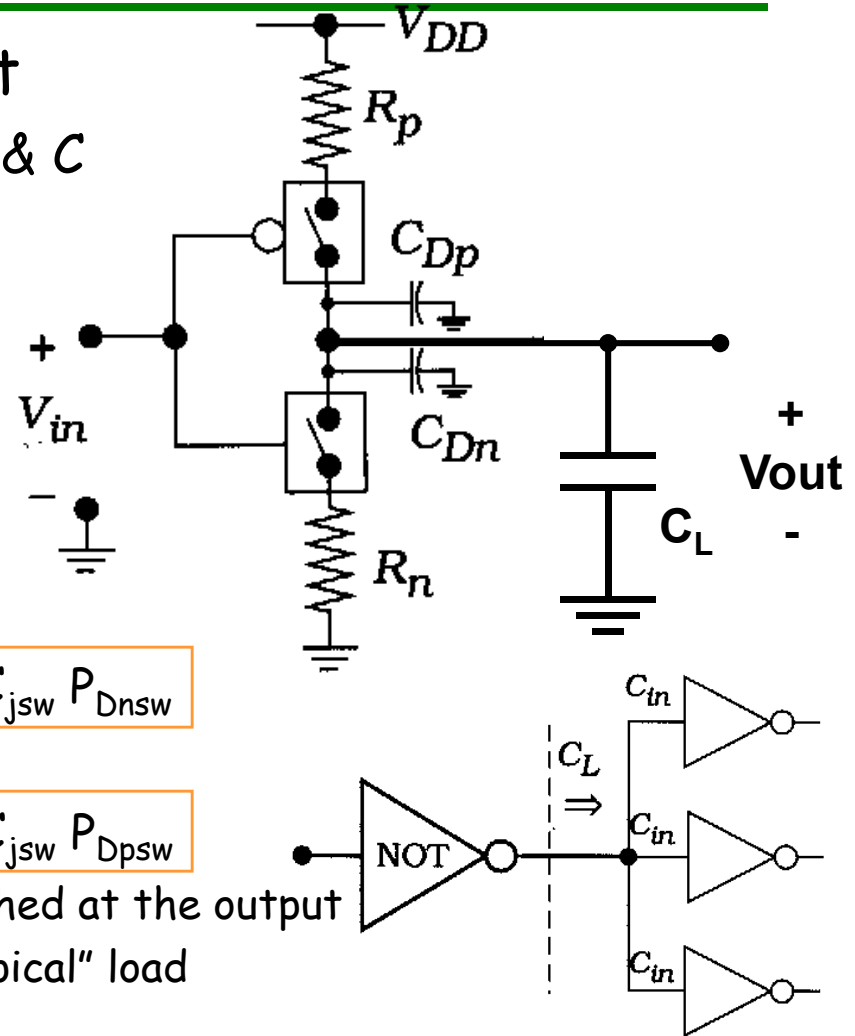 t
& C
V_DD
R_p
C_Dp
+
V_in
−
C_Dn
R_n
+
Vout
-
C_L
jsw P_Dnsw
jsw P_Dpsw
hed at the output
pical” load
NOT
C_L
⇒
C_in
C_in
C_in